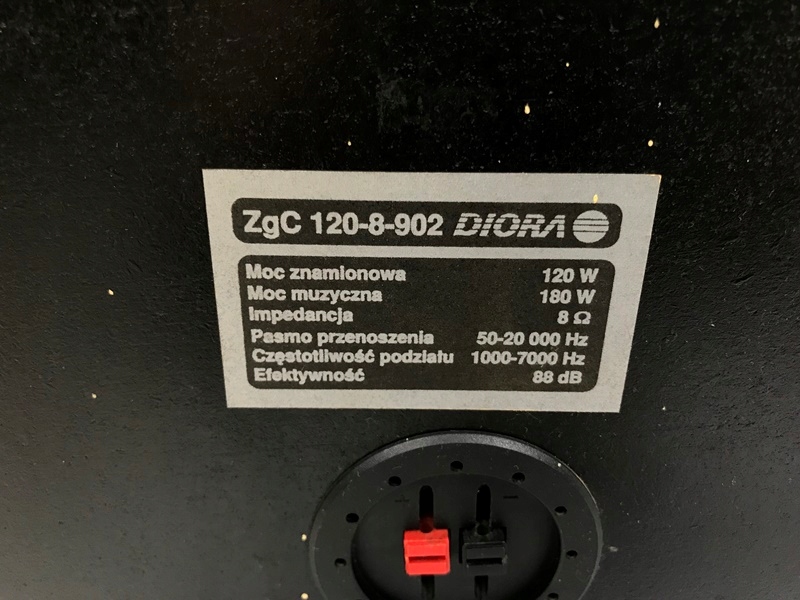 ZgC 120-8-902 DIORA
Moc znamionowa 120 W
Moc muzyczna 180 W
Impedancja 8 Ω
Pasmo przenoszenia 50-20 000 Hz
Częstotliwość podziału 1000-7000 Hz
Efektywność 88 dB
+ −